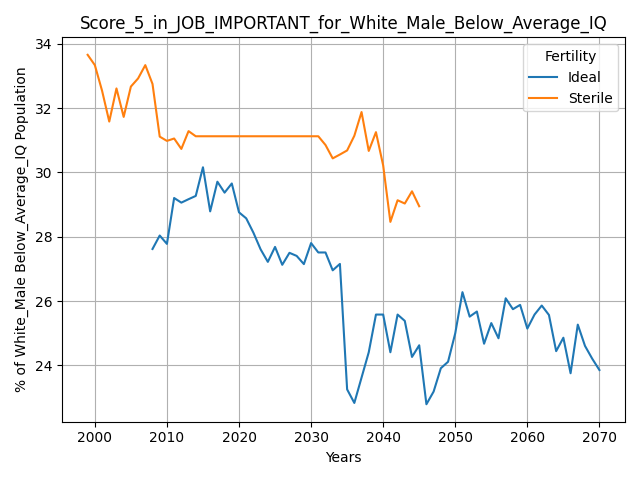 Score_5_in_JOB_IMPORTANT_for_White_Male_Below_Average_IQ
% of White_Male Below_Average_IQ Population
34
32
30
28
26
24
Fertility
Ideal
Sterile
2000 2010 2020 2030 2040 2050 2060 2070
Years